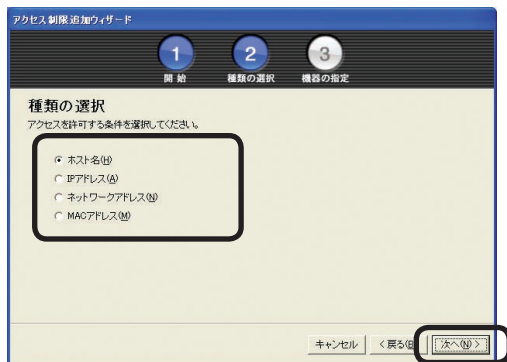 アクセス制限追加ウィザード
1 2 3
開始 種類の選択 機器の指定
種類の選択
アクセスを許可する条件を選択してください。
ホスト名(H)
IPアドレス(A)
ネットワークアドレス(N)
MACアドレス(M)
キャンセル <戻る(B 次へ(N)>